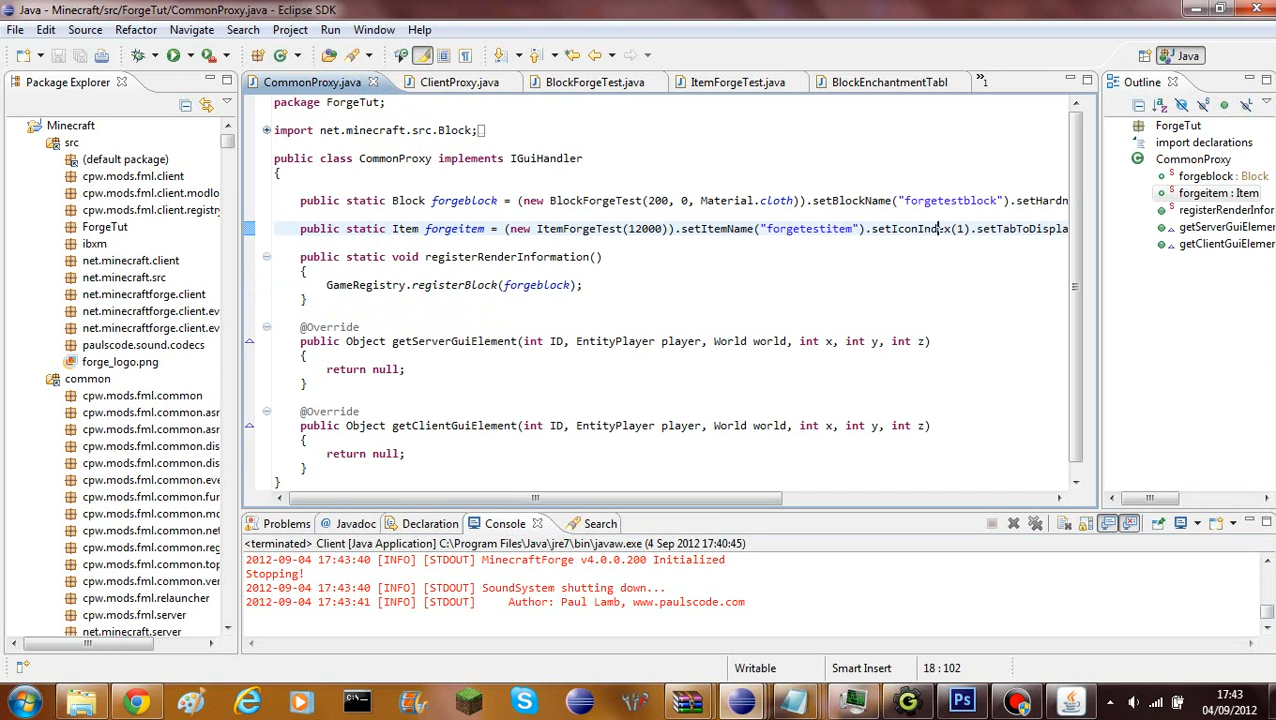 Java - Minecraft/src/ForgeTut/CommonProxy.java - Eclipse SDK
File Edit Source Refactor Navigate Search Project Run Window Help
Java
Package Explorer
Minecraft
src
(default package)
cpw.mods.fml.client
cpw.mods.fml.client.modlo
cpw.mods.fml.client.registry
ForgeTut
ibxm
net.minecraft.client
net.minecraft.src
net.minecraftforge.client
net.minecraftforge.client.ev
net.minecraftforge.client.ev
paulscode.sound.codecs
forge_logo.png
common
cpw.mods.fml.common
cpw.mods.fml.common.asm
cpw.mods.fml.common.asm
cpw.mods.fml.common.dis
cpw.mods.fml.common.dis
cpw.mods.fml.common.eve
cpw.mods.fml.common.fun
cpw.mods.fml.common.mo
cpw.mods.fml.common.net
cpw.mods.fml.common.reg
cpw.mods.fml.common.top
cpw.mods.fml.common.ver
cpw.mods.fml.relauncher
cpw.mods.fml.server
net.minecraft.server
CommonProxy.java ClientProxy.java BlockForgeTest.java ItemForgeTest.java BlockEnchantmentTabl »1
package ForgeTut;
import net.minecraft.src.Block;
public class CommonProxy implements IGuiHandler
{
public static Block forgeblock = (new BlockForgeTest(200, 0, Material.cloth)).setBlockName("forgetestblock").setHardn
public static Item forgeitem = (new ItemForgeTest(12000)).setItemName("forgetestitem").setIconIndex(1).setTabToDispla
public static void registerRenderInformation()
{
GameRegistry.registerBlock(forgeblock);
}
@Override
public Object getServerGuiElement(int ID, EntityPlayer player, World world, int x, int y, int z)
{
return null;
}
@Override
public Object getClientGuiElement(int ID, EntityPlayer player, World world, int x, int y, int z)
{
return null;
}
}
Outline
ForgeTut
import declarations
CommonProxy
forgeblock : Block
forgeitem : Item
registerRenderInfor
getServerGuiElemen
getClientGuiElemen
Problems Javadoc Declaration Console Search
<terminated> Client [Java Application] C:\Program Files\Java\jre7\bin\javaw.exe (4 Sep 2012 17:40:45)
2012-09-04 17:43:40 [INFO] [STDOUT] MinecraftForge v4.0.0.200 Initialized
Stopping!
2012-09-04 17:43:40 [INFO] [STDOUT] SoundSystem shutting down...
2012-09-04 17:43:41 [INFO] [STDOUT] Author: Paul Lamb, www.paulscode.com
Writable Smart Insert 18 : 102
Ps
17:43
04/09/2012